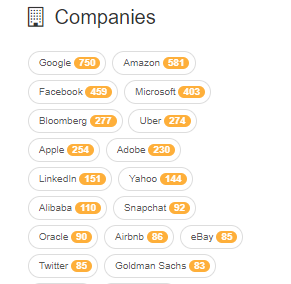 Companies
Google 750 Amazon 581
Facebook 459 Microsoft 403
Bloomberg 277 Uber 274
Apple 254 Adobe 230
LinkedIn 151 Yahoo 144
Alibaba 110 Snapchat 92
Oracle 90 Airbnb 86 eBay 85
Twitter 85 Goldman Sachs 83